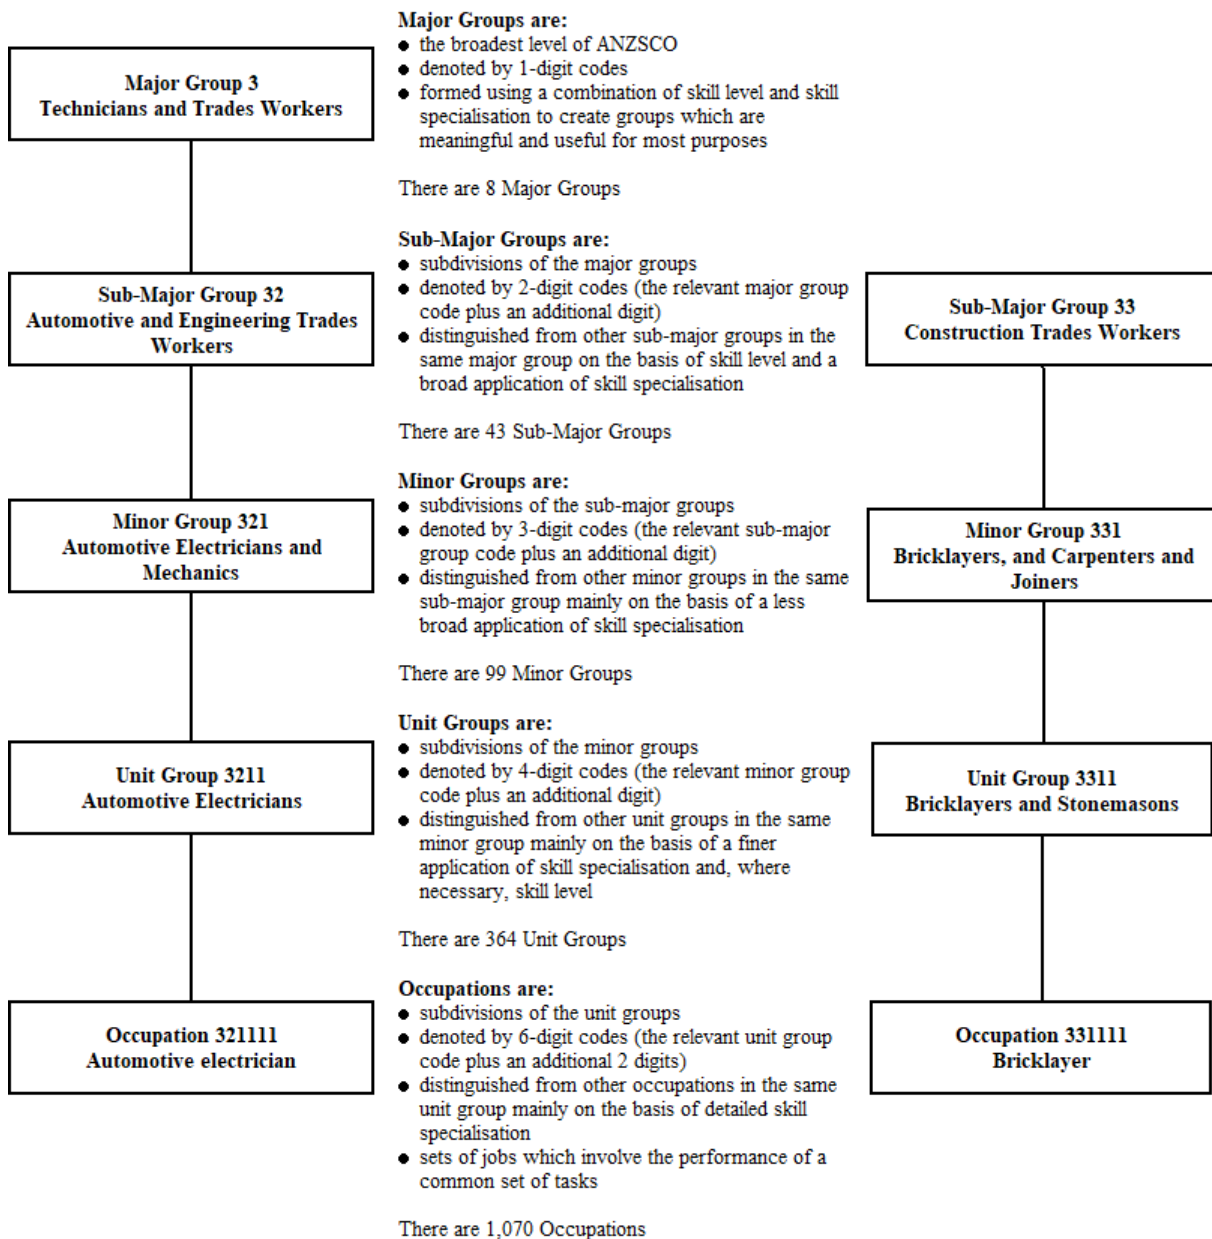 Major Group 3
Technicians and Trades Workers
Major Groups are:
● the broadest level of ANZSCO
● denoted by 1-digit codes
● formed using a combination of skill level and skill
specialisation to create groups which are
meaningful and useful for most purposes
There are 8 Major Groups
Sub-Major Group 32
Automotive and Engineering Trades
Workers
Sub-Major Groups are:
● subdivisions of the major groups
● denoted by 2-digit codes (the relevant major group
code plus an additional digit)
● distinguished from other sub-major groups in the
same major group on the basis of skill level and a
broad application of skill specialisation
There are 43 Sub-Major Groups
Sub-Major Group 33
Construction Trades Workers
Minor Group 321
Automotive Electricians and
Mechanics
Minor Groups are:
● subdivisions of the sub-major groups
● denoted by 3-digit codes (the relevant sub-major
group code plus an additional digit)
● distinguished from other minor groups in the same
sub-major group mainly on the basis of a less
broad application of skill specialisation
There are 99 Minor Groups
Minor Group 331
Bricklayers, and Carpenters and
Joiners
Unit Group 3211
Automotive Electricians
Unit Groups are:
● subdivisions of the minor groups
● denoted by 4-digit codes (the relevant minor group
code plus an additional digit)
● distinguished from other unit groups in the same
minor group mainly on the basis of a finer
application of skill specialisation and, where
necessary, skill level
There are 364 Unit Groups
Unit Group 3311
Bricklayers and Stonemasons
Occupation 321111
Automotive electrician
Occupations are:
● subdivisions of the unit groups
● denoted by 6-digit codes (the relevant unit group
code plus an additional 2 digits)
● distinguished from other occupations in the same
unit group mainly on the basis of detailed skill
specialisation
● sets of jobs which involve the performance of a
common set of tasks
There are 1,070 Occupations
Occupation 331111
Bricklayer